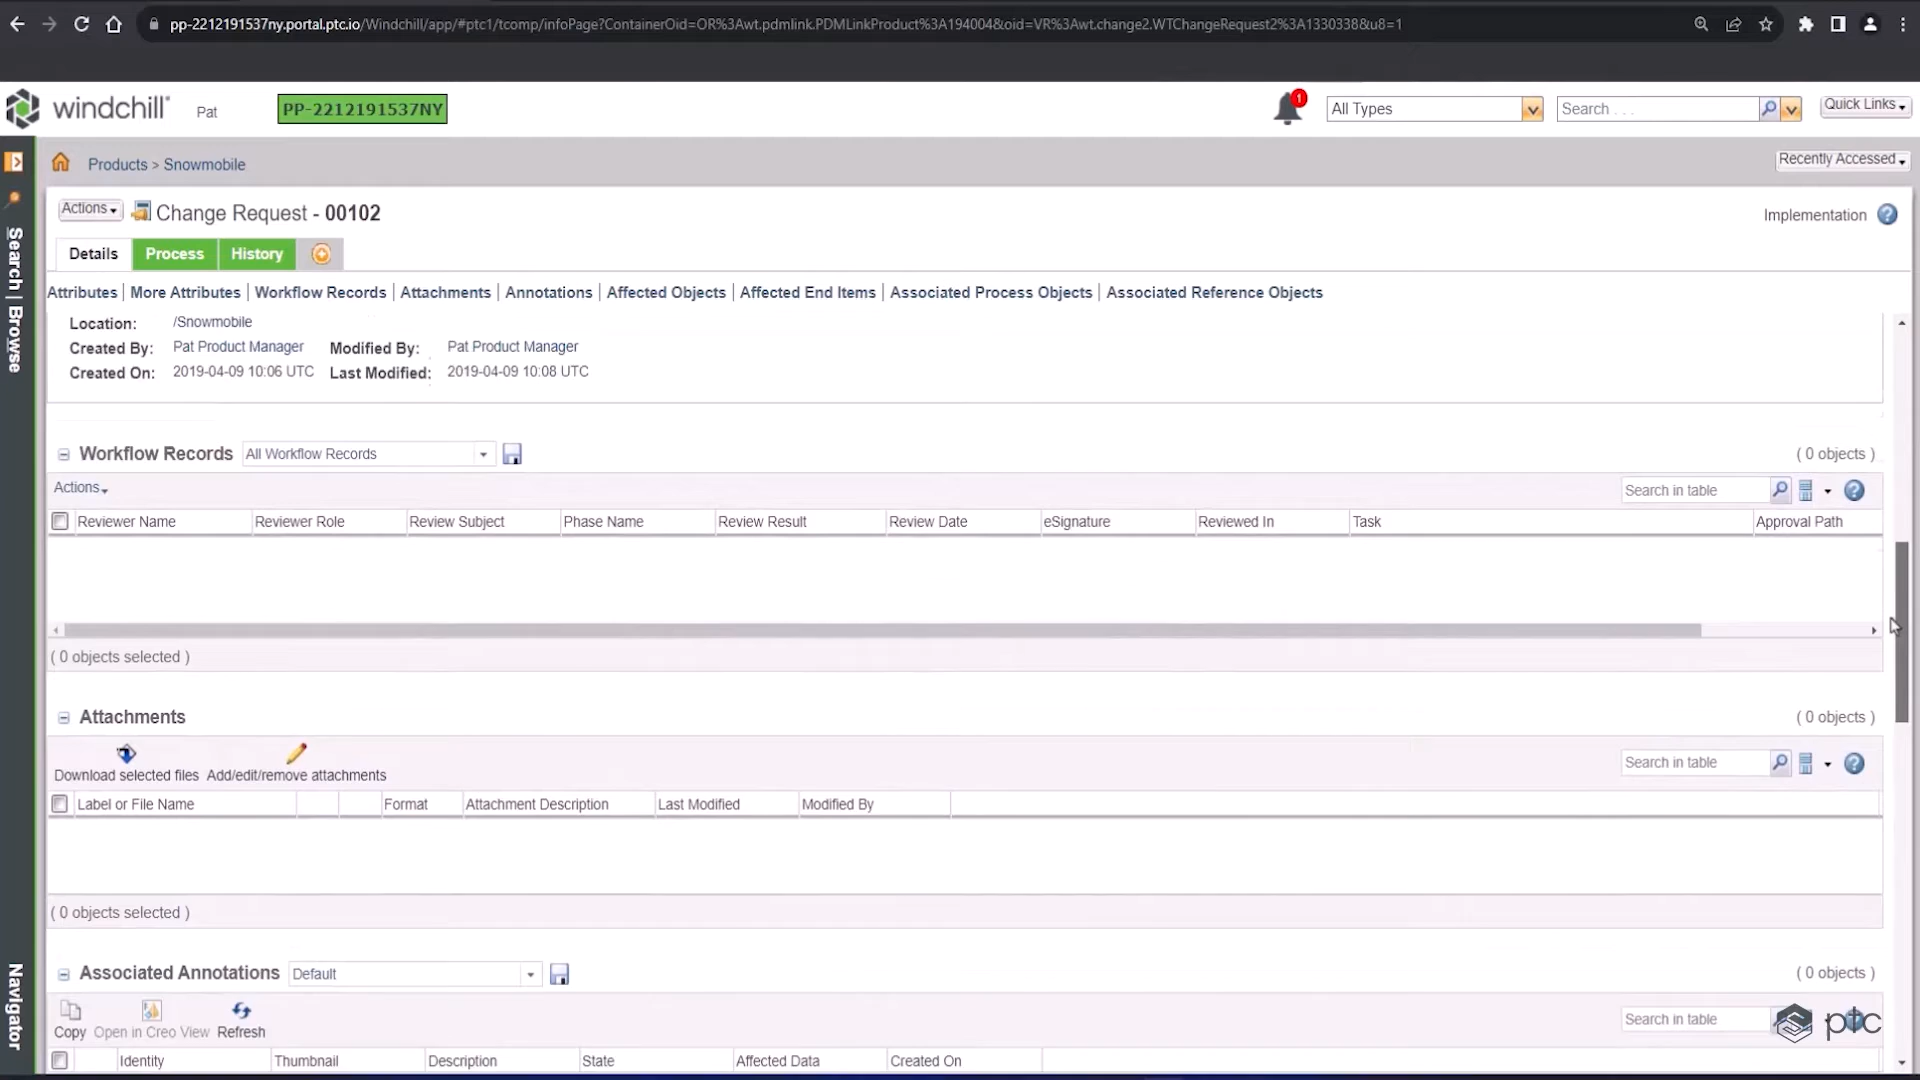 pp-2212191537ny.portal.ptc.io/Windchill/app/#ptc1/tcomp/infoPage?ContainerOid=OR%3Awt.pdmlink.PDMLinkProduct%3A194004&oid=VR%3Awt.change2.WTChangeRequest2%3A1330338&u8=1
windchill Pat PP-2212191537NY 1 All Types Search . . . Quick Links
Products > Snowmobile Recently Accessed
Actions Change Request - 00102 Implementation
Details Process History
Attributes | More Attributes | Workflow Records | Attachments | Annotations | Affected Objects | Affected End Items | Associated Process Objects | Associated Reference Objects
Location: /Snowmobile
Created By: Pat Product Manager Modified By: Pat Product Manager
Created On: 2019-04-09 10:06 UTC Last Modified: 2019-04-09 10:08 UTC
Workflow Records All Workflow Records ( 0 objects )
Actions Search in table
Reviewer Name Reviewer Role Review Subject Phase Name Review Result Review Date eSignature Reviewed In Task Approval Path
( 0 objects selected )
Attachments ( 0 objects )
Download selected files Add/edit/remove attachments Search in table
Label or File Name Format Attachment Description Last Modified Modified By
( 0 objects selected )
Associated Annotations Default ( 0 objects )
Copy Open in Creo View Refresh Search in table
Identity Thumbnail Description State Affected Data Created On
Search | Browse
Navigator
ptc